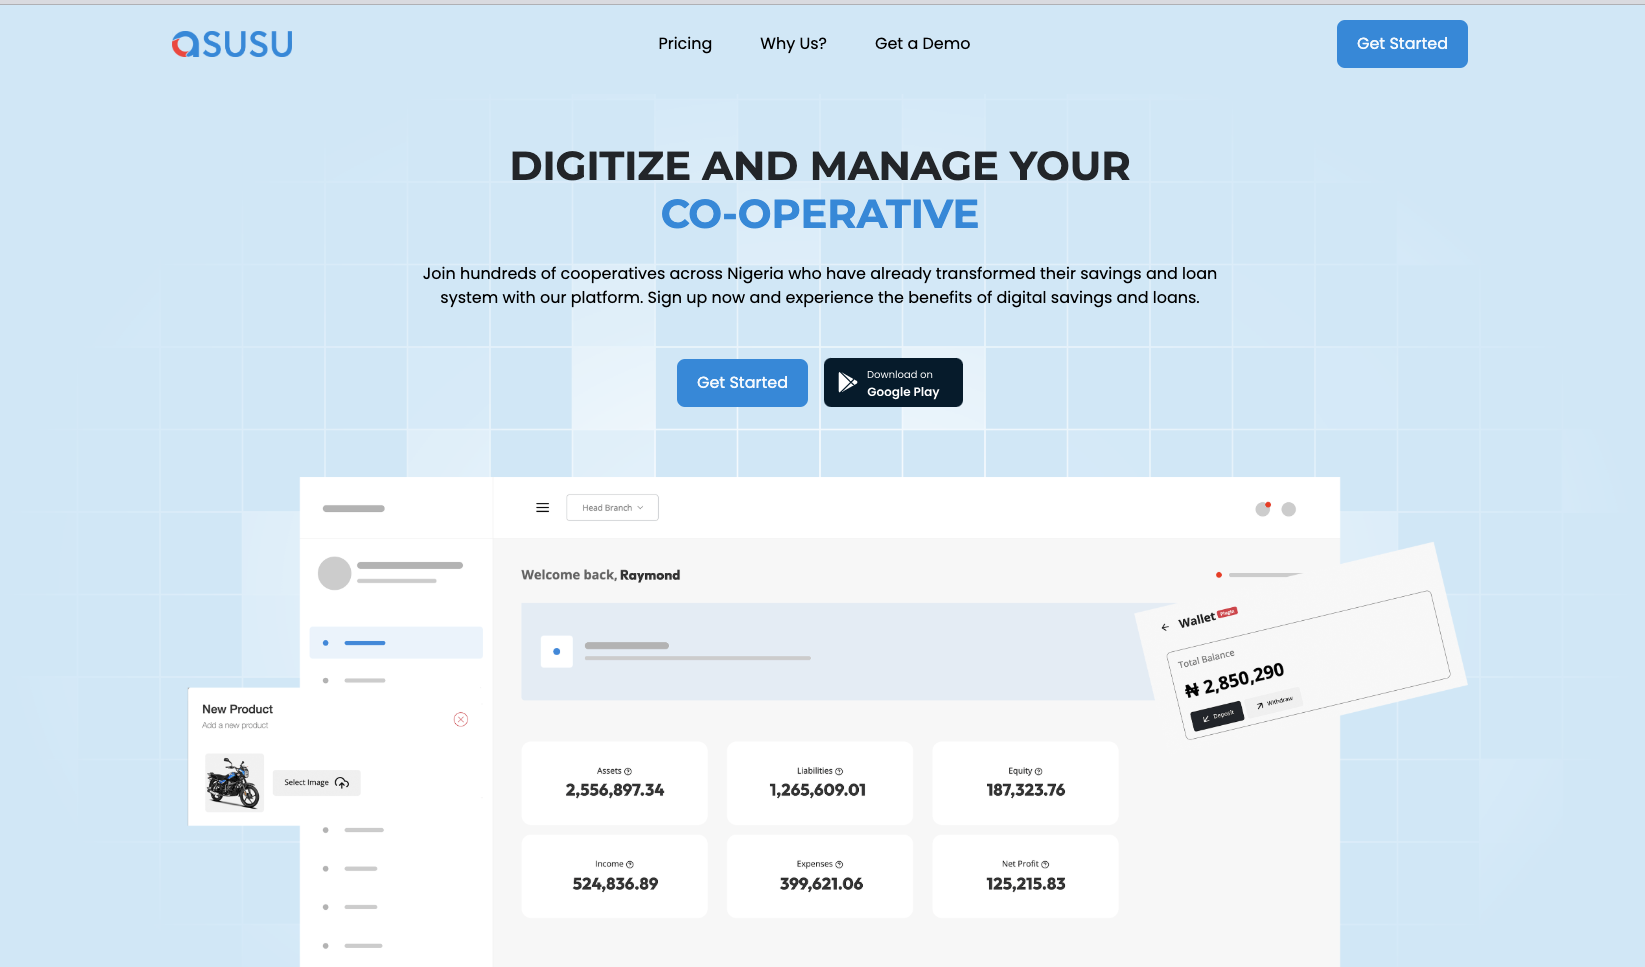 asusu
Pricing
Why Us?
Get a Demo
Get Started
DIGITIZE AND MANAGE YOUR
CO-OPERATIVE
Join hundreds of cooperatives across Nigeria who have already transformed their savings and loan
system with our platform. Sign up now and experience the benefits of digital savings and loans.
Get Started
Download on
Google Play
Head Branch
Welcome back, Raymond
Wallet Plugin
Total Balance
₦ 2,850,290
Deposit
Withdraw
New Product
Add a new product
Select Image
Assets
2,556,897.34
Liabilities
1,265,609.01
Equity
187,323.76
Income
524,836.89
Expenses
399,621.06
Net Profit
125,215.83